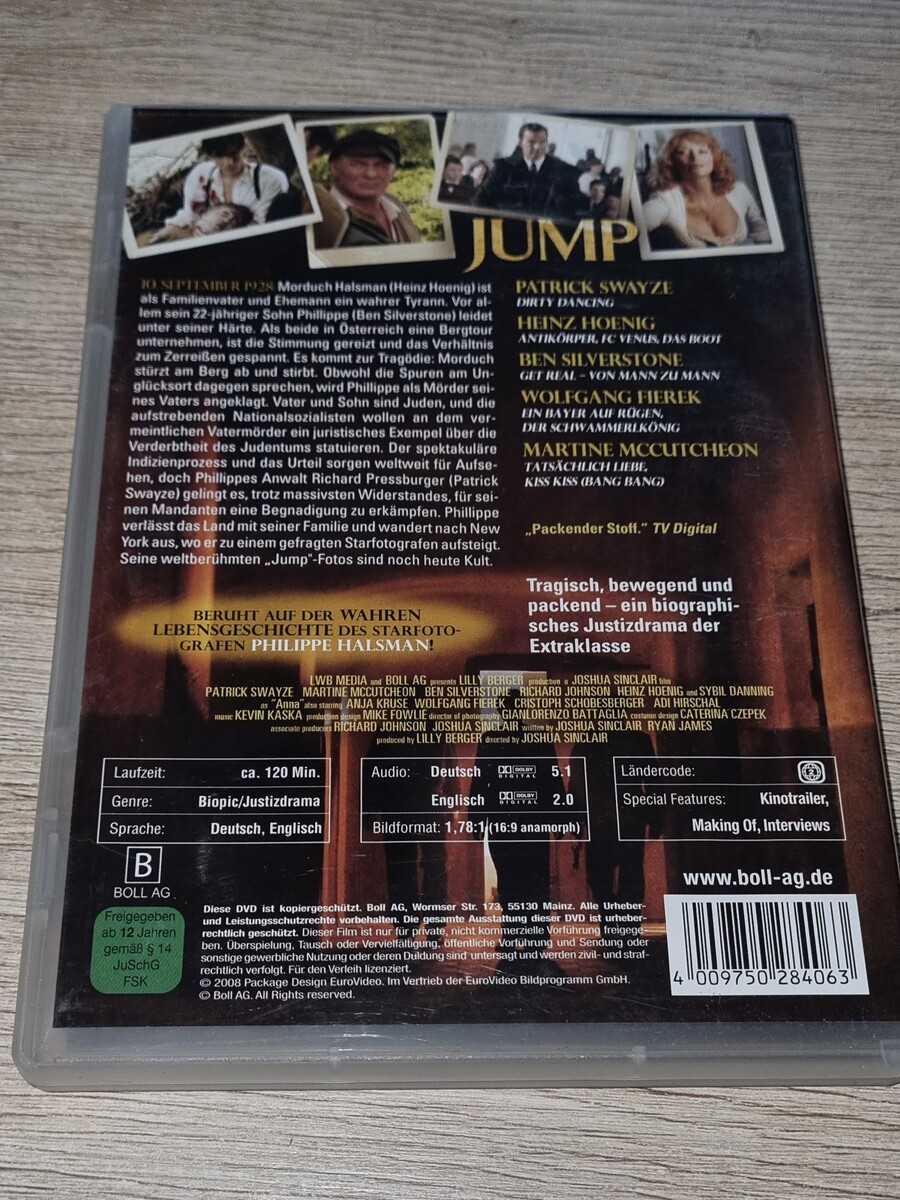 JUMP
10. SEPTEMBER 1928 Morduch Halsman (Heinz Hoenig) ist
als Familienvater und Ehemann ein wahrer Tyrann. Vor al-
lem sein 22-jähriger Sohn Phillippe (Ben Silverstone) leidet
unter seiner Härte. Als beide in Österreich eine Bergtour
unternehmen, ist die Stimmung gereizt und das Verhältnis
zum Zerreißen gespannt. Es kommt zur Tragödie: Morduch
stürzt am Berg ab und stirbt. Obwohl die Spuren am Un-
glücksort dagegen sprechen, wird Phillippe als Mörder sei-
nes Vaters angeklagt. Vater und Sohn sind Juden, und die
aufstrebenden Nationalsozialisten wollen an dem ver-
meintlichen Vatermörder ein juristisches Exempel über die
Verderbtheit des Judentums statuieren. Der spektakuläre
Indizienprozess und das Urteil sorgen weltweit für Aufse-
hen, doch Phillippes Anwalt Richard Pressburger (Patrick
Swayze) gelingt es, trotz massivsten Widerstandes, für sei-
nen Mandanten eine Begnadigung zu erkämpfen. Phillippe
verlässt das Land mit seiner Familie und wandert nach New
York aus, wo er zu einem gefragten Starfotografen aufsteigt.
Seine weltberühmten „Jump"-Fotos sind noch heute Kult.
PATRICK SWAYZE
DIRTY DANCING
HEINZ HOENIG
ANTIKÖRPER, FC VENUS, DAS BOOT
BEN SILVERSTONE
GET REAL – VON MANN ZU MANN
WOLFGANG FIEREK
EIN BAYER AUF RÜGEN,
DER SCHWAMMERLKÖNIG
MARTINE MCCUTCHEON
TATSÄCHLICH LIEBE,
KISS KISS (BANG BANG)
„Packender Stoff." TV Digital
Tragisch, bewegend und
packend – ein biographi-
sches Justizdrama der
Extraklasse
BERUHT AUF DER WAHREN
LEBENSGESCHICHTE DES STARFOTO-
GRAFEN PHILIPPE HALSMAN!
LWB MEDIA and BOLL AG presents LILLY BERGER production a JOSHUA SINCLAIR film
PATRICK SWAYZE MARTINE MCCUTCHEON BEN SILVERSTONE RICHARD JOHNSON HEINZ HOENIG and SYBIL DANNING
as "Anna" also starring ANJA KRUSE WOLFGANG FIEREK CRISTOPH SCHOBESBERGER ADI HIRSCHAL
music KEVIN KASKA production design MIKE FOWLIE director of photography GIANLORENZO BATTAGLIA costume design CATERINA CZEPEK
associate producers RICHARD JOHNSON JOSHUA SINCLAIR written by JOSHUA SINCLAIR RYAN JAMES
produced by LILLY BERGER directed by JOSHUA SINCLAIR
Laufzeit: ca. 120 Min.
Genre: Biopic/Justizdrama
Sprache: Deutsch, Englisch
Audio: Deutsch DOLBY DIGITAL 5.1
Englisch DOLBY DIGITAL 2.0
Bildformat: 1,78:1 (16:9 anamorph)
Ländercode: 2
Special Features: Kinotrailer,
Making Of, Interviews
B
BOLL AG
www.boll-ag.de
Freigegeben
ab 12 Jahren
gemäß § 14
JuSchG
FSK
Diese DVD ist kopiergeschützt. Boll AG, Wormser Str. 173, 55130 Mainz. Alle Urheber-
und Leistungsschutzrechte vorbehalten. Die gesamte Ausstattung dieser DVD ist urheber-
rechtlich geschützt. Dieser Film ist nur für private, nicht kommerzielle Vorführung freigege-
ben. Überspielung, Tausch oder Vervielfältigung, öffentliche Vorführung und Sendung oder
sonstige gewerbliche Nutzung oder deren Duldung sind untersagt und werden zivil- und straf-
rechtlich verfolgt. Für den Verleih lizenziert.
© 2008 Package Design EuroVideo. Im Vertrieb der EuroVideo Bildprogramm GmbH.
© Boll AG. All Rights reserved.
4 009750 284063